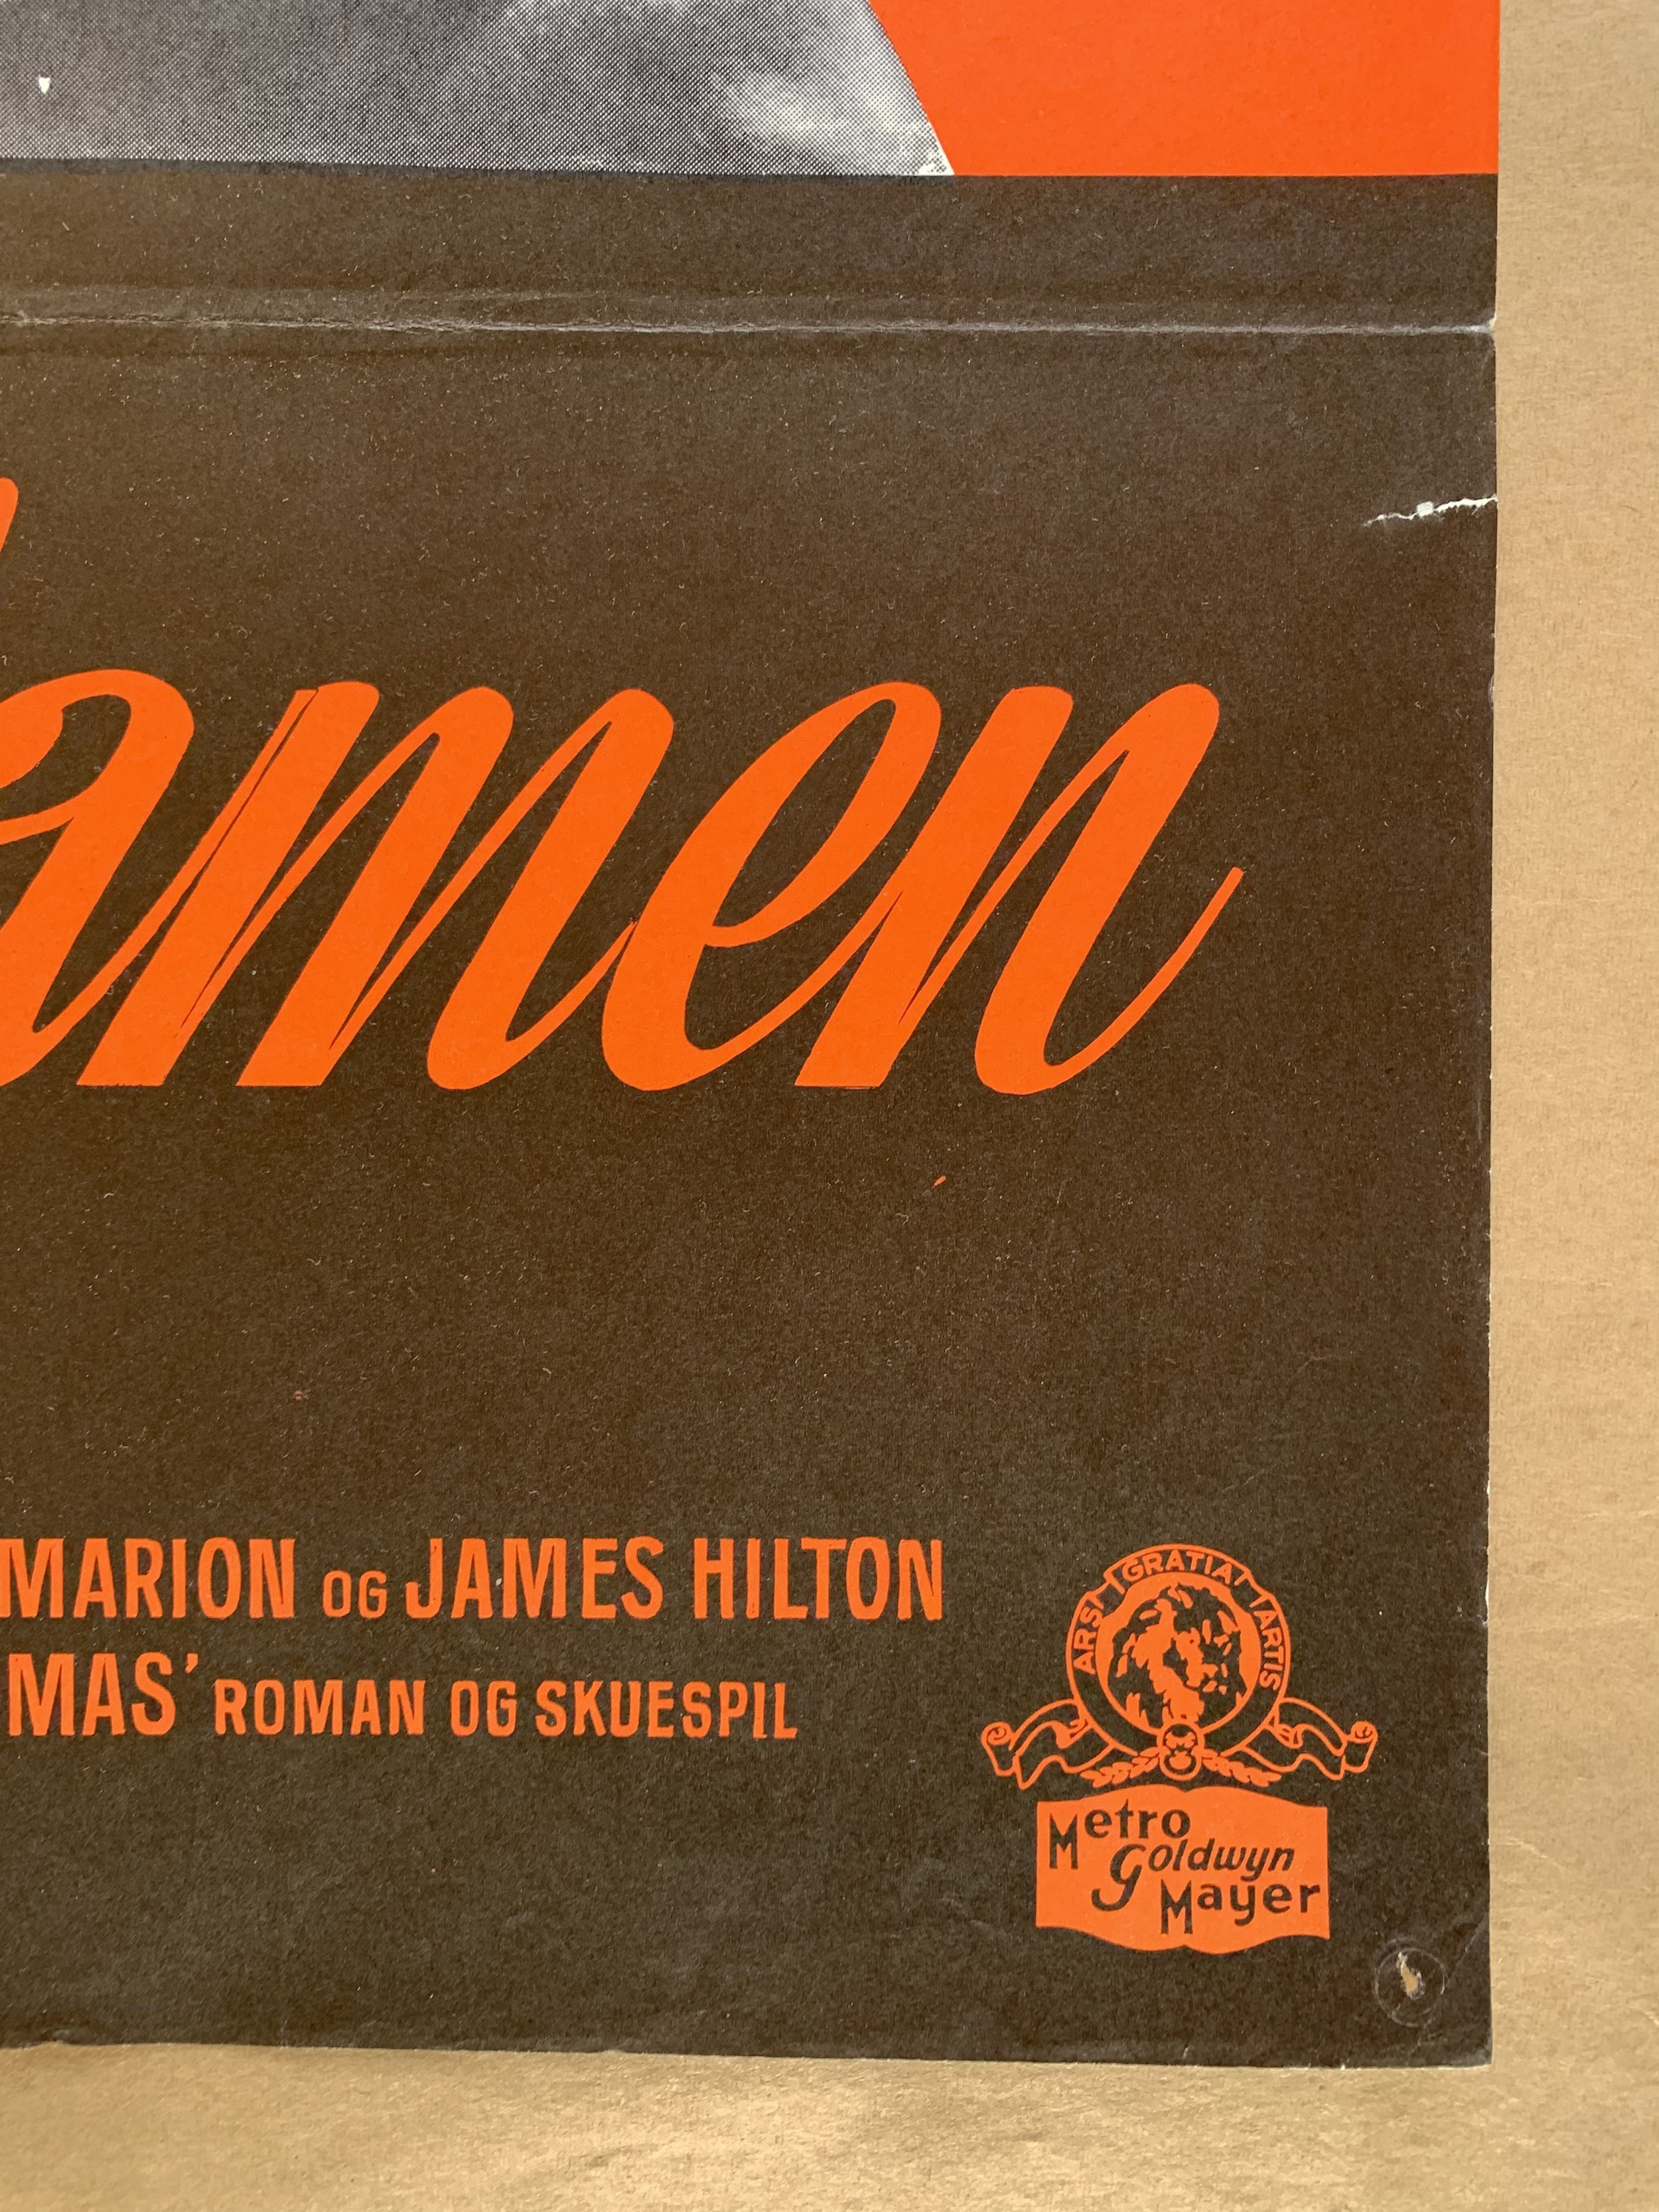 amen
MARION OG JAMES HILTON
MAS' ROMAN OG SKUESPIL
ARS GRATIA ARTIS
Metro
Goldwyn
Mayer